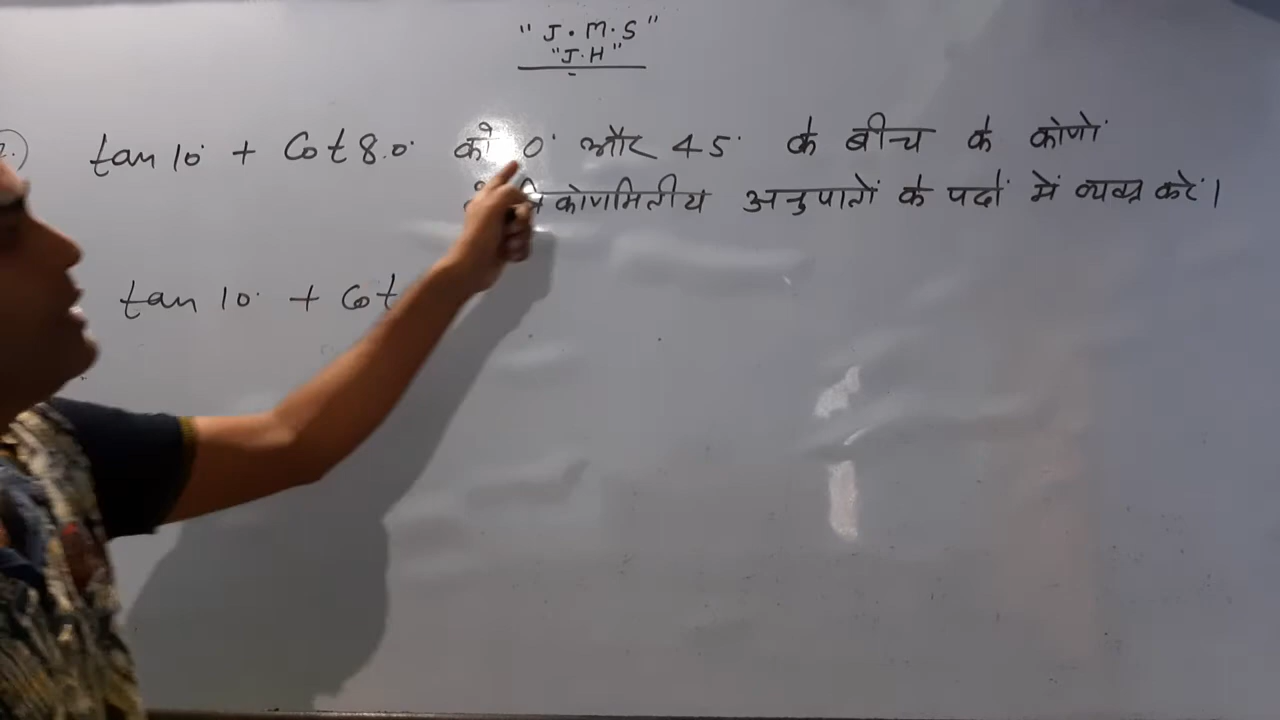 "J.M.S"
"J.H"
tan 10° + Cot 80° को 0° और 45° के बीच के कोणों
त्रिकोणमितीय अनुपातों के पदों में व्यक्त करें।
tan 10° + Cot